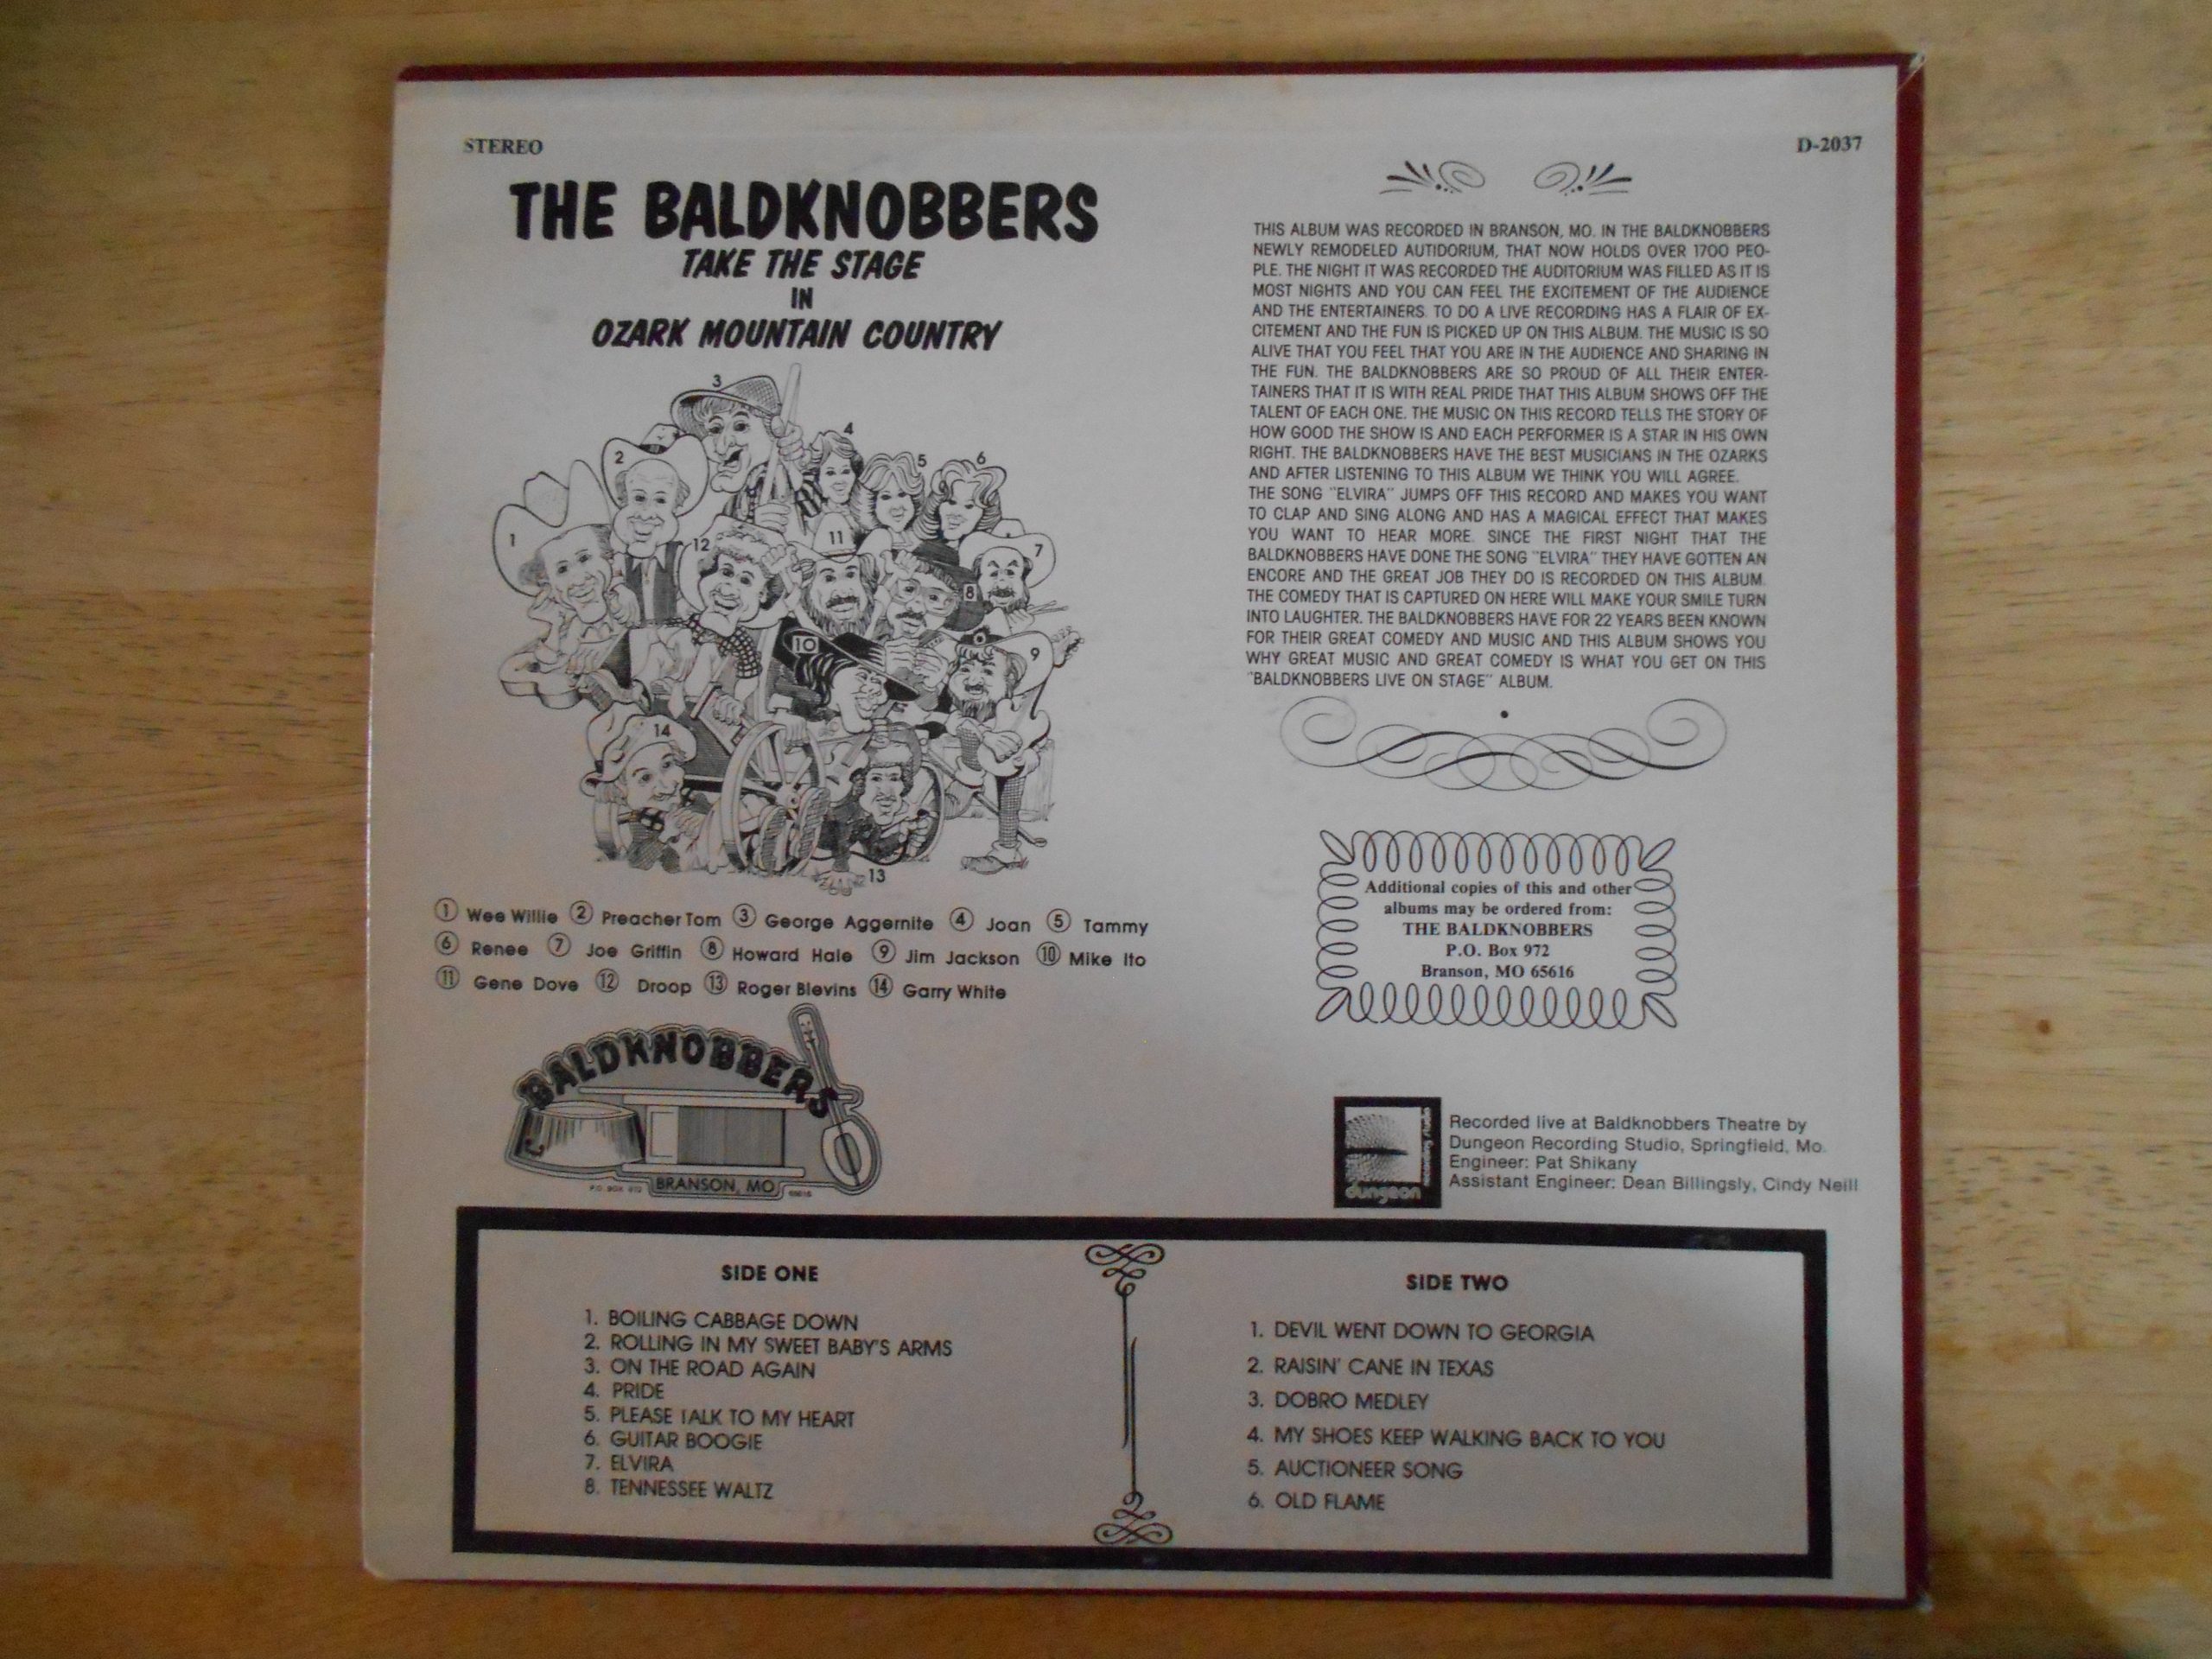 STEREO
D-2037
THE BALDKNOBBERS
TAKE THE STAGE
IN
OZARK MOUNTAIN COUNTRY
3
4
2
5
6
1
12
11
7
8
10
9
14
13
1 Wee Willie 2 Preacher Tom 3 George Aggernite 4 Joan 5 Tammy
6 Renee 7 Joe Griffin 8 Howard Hale 9 Jim Jackson 10 Mike Ito
11 Gene Dove 12 Droop 13 Roger Blevins 14 Garry White
BALDKNOBBERS
P.O. BOX 972 BRANSON, MO 65616
THIS ALBUM WAS RECORDED IN BRANSON, MO. IN THE BALDKNOBBERS
NEWLY REMODELED AUTIDORIUM, THAT NOW HOLDS OVER 1700 PEO-
PLE. THE NIGHT IT WAS RECORDED THE AUDITORIUM WAS FILLED AS IT IS
MOST NIGHTS AND YOU CAN FEEL THE EXCITEMENT OF THE AUDIENCE
AND THE ENTERTAINERS. TO DO A LIVE RECORDING HAS A FLAIR OF EX-
CITEMENT AND THE FUN IS PICKED UP ON THIS ALBUM. THE MUSIC IS SO
ALIVE THAT YOU FEEL THAT YOU ARE IN THE AUDIENCE AND SHARING IN
THE FUN. THE BALDKNOBBERS ARE SO PROUD OF ALL THEIR ENTER-
TAINERS THAT IT IS WITH REAL PRIDE THAT THIS ALBUM SHOWS OFF THE
TALENT OF EACH ONE. THE MUSIC ON THIS RECORD TELLS THE STORY OF
HOW GOOD THE SHOW IS AND EACH PERFORMER IS A STAR IN HIS OWN
RIGHT. THE BALDKNOBBERS HAVE THE BEST MUSICIANS IN THE OZARKS
AND AFTER LISTENING TO THIS ALBUM WE THINK YOU WILL AGREE.
THE SONG "ELVIRA" JUMPS OFF THIS RECORD AND MAKES YOU WANT
TO CLAP AND SING ALONG AND HAS A MAGICAL EFFECT THAT MAKES
YOU WANT TO HEAR MORE. SINCE THE FIRST NIGHT THAT THE
BALDKNOBBERS HAVE DONE THE SONG "ELVIRA" THEY HAVE GOTTEN AN
ENCORE AND THE GREAT JOB THEY DO IS RECORDED ON THIS ALBUM.
THE COMEDY THAT IS CAPTURED ON HERE WILL MAKE YOUR SMILE TURN
INTO LAUGHTER. THE BALDKNOBBERS HAVE FOR 22 YEARS BEEN KNOWN
FOR THEIR GREAT COMEDY AND MUSIC AND THIS ALBUM SHOWS YOU
WHY GREAT MUSIC AND GREAT COMEDY IS WHAT YOU GET ON THIS
"BALDKNOBBERS LIVE ON STAGE" ALBUM.
Additional copies of this and other
albums may be ordered from:
THE BALDKNOBBERS
P.O. Box 972
Branson, MO 65616
dungeon
Recorded live at Baldknobbers Theatre by
Dungeon Recording Studio, Springfield, Mo.
Engineer: Pat Shikany
Assistant Engineer: Dean Billingsly, Cindy Neill
SIDE ONE
1. BOILING CABBAGE DOWN
2. ROLLING IN MY SWEET BABY'S ARMS
3. ON THE ROAD AGAIN
4. PRIDE
5. PLEASE TALK TO MY HEART
6. GUITAR BOOGIE
7. ELVIRA
8. TENNESSEE WALTZ
SIDE TWO
1. DEVIL WENT DOWN TO GEORGIA
2. RAISIN' CANE IN TEXAS
3. DOBRO MEDLEY
4. MY SHOES KEEP WALKING BACK TO YOU
5. AUCTIONEER SONG
6. OLD FLAME